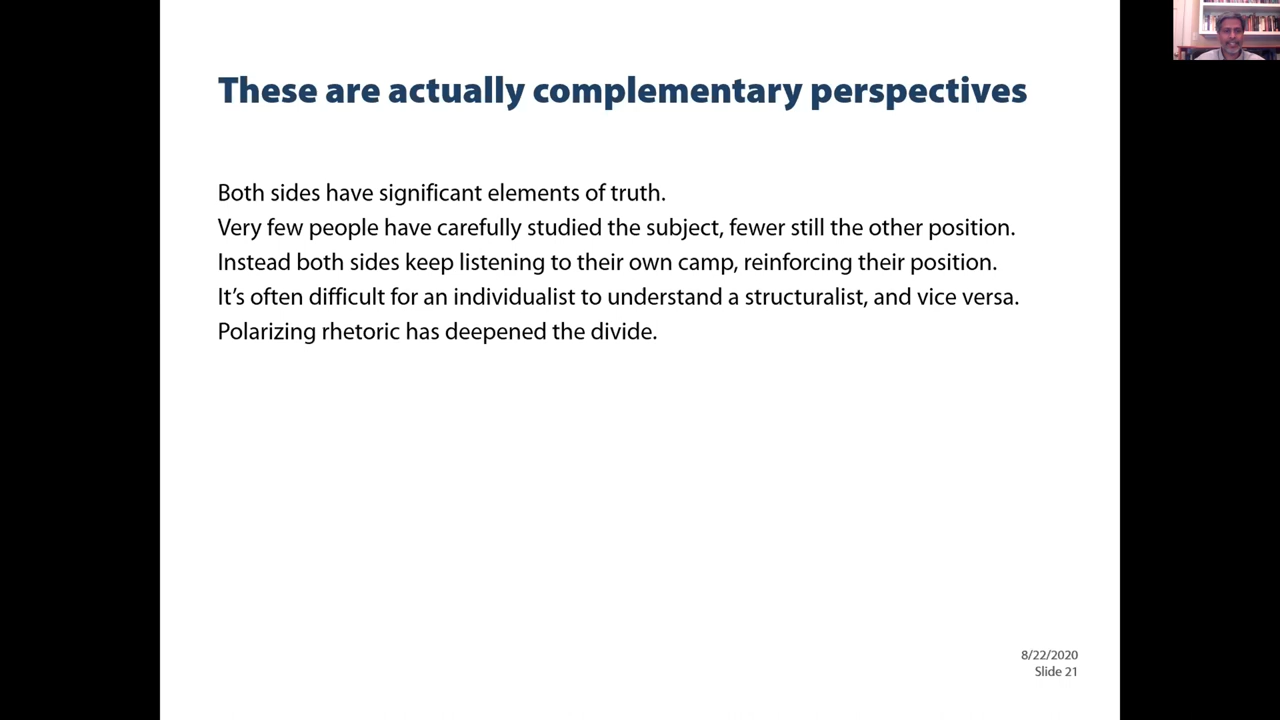 These are actually complementary perspectives
Both sides have significant elements of truth.
Very few people have carefully studied the subject, fewer still the other position.
Instead both sides keep listening to their own camp, reinforcing their position.
It’s often difficult for an individualist to understand a structuralist, and vice versa.
Polarizing rhetoric has deepened the divide.
8/22/2020
Slide 21